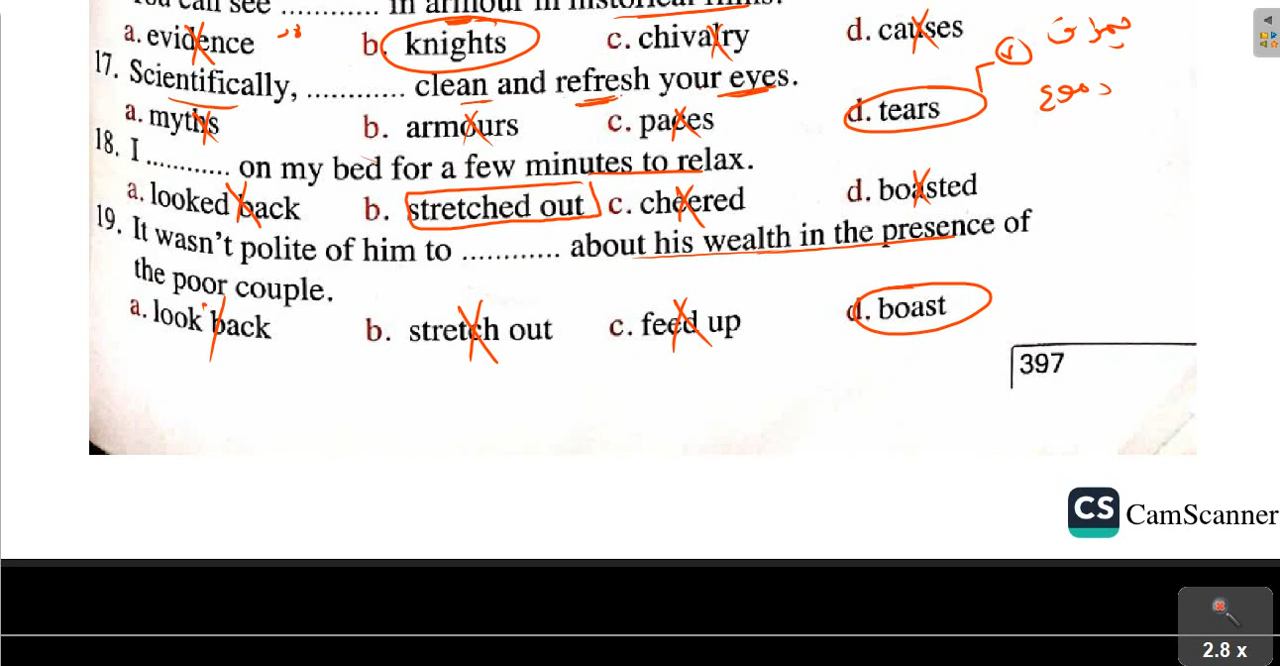 You can see ............ in armour in historical films.
a. evidence b. knights c. chivalry d. causes
17. Scientifically, ............ clean and refresh your eyes.
a. myths b. armours c. paces d. tears
دموع
18. I ............ on my bed for a few minutes to relax.
a. looked back b. stretched out c. cheered d. boasted
19. It wasn't polite of him to ............ about his wealth in the presence of
the poor couple.
a. look back b. stretch out c. feed up d. boast
397
CS CamScanner
2.8 x